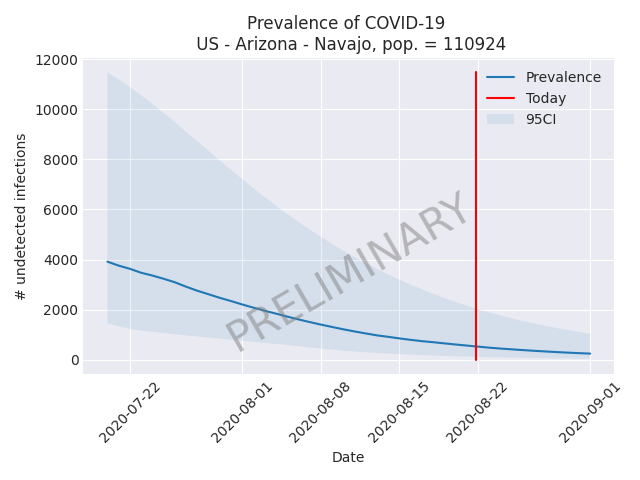 Prevalence of COVID-19
US - Arizona - Navajo, pop. = 110924
12000
10000
8000
6000
4000
2000
0
# undetected infections
Prevalence
Today
95CI
PRELIMINARY
2020-07-22
2020-08-01
2020-08-08
2020-08-15
2020-08-22
2020-09-01
Date